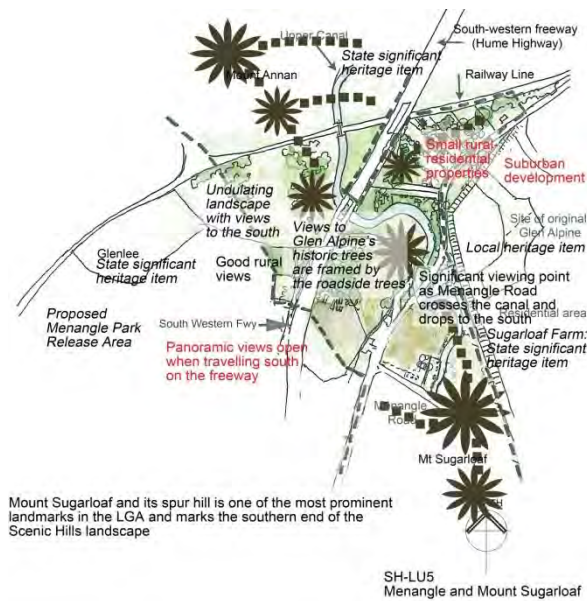 Upper Canal
State significant
heritage item
South-western freeway
(Hume Highway)
Mount Annan
Railway Line
Small rural
residential
properties
Suburban
development
Undulating
landscape
with views
to the south
Views to
Glen Alpine's
historic trees
are framed by
the roadside trees
Site of original
Glen Alpine
Local heritage item
Glenlee
State significant
heritage item
Good rural
views
Significant viewing point
as Menangle Road
crosses the canal and
drops to the south
Residential area
Proposed
Menangle Park
Release Area
South Western Fwy
Panoramic views open
when travelling south
on the freeway
Sugarloaf Farm:
State significant
heritage item
Menangle
Road
Mt Sugarloaf
Mount Sugarloaf and its spur hill is one of the most prominent
landmarks in the LGA and marks the southern end of the
Scenic Hills landscape
SH-LU5
Menangle and Mount Sugarloaf